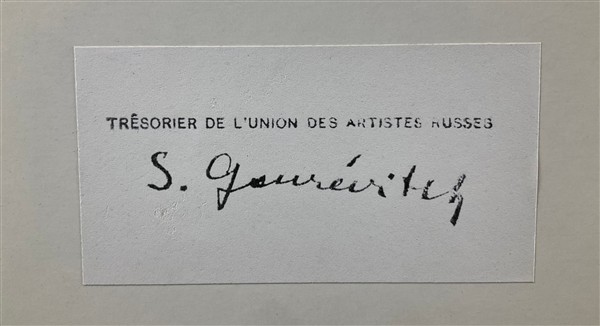 TRÊSORIER DE L'UNION DES ARTISTES RUSSES
S. Gourévitch